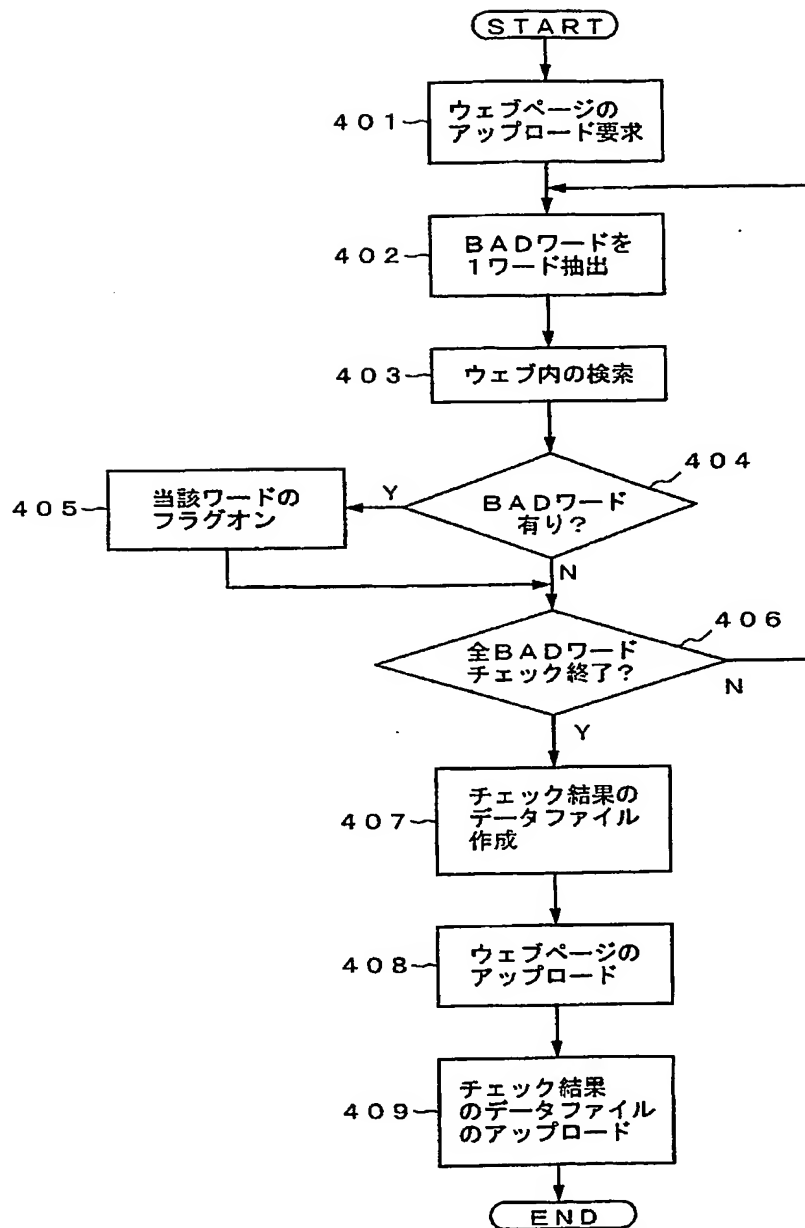 START
401
ウェブページの
アップロード要求
402
BADワードを
1ワード抽出
403
ウェブ内の検索
404
BADワード
有り?
Y
N
405
当該ワードの
フラグオン
406
全BADワード
チェック終了?
N
Y
407
チェック結果の
データファイル
作成
408
ウェブページの
アップロード
409
チェック結果
のデータファイル
のアップロード
END